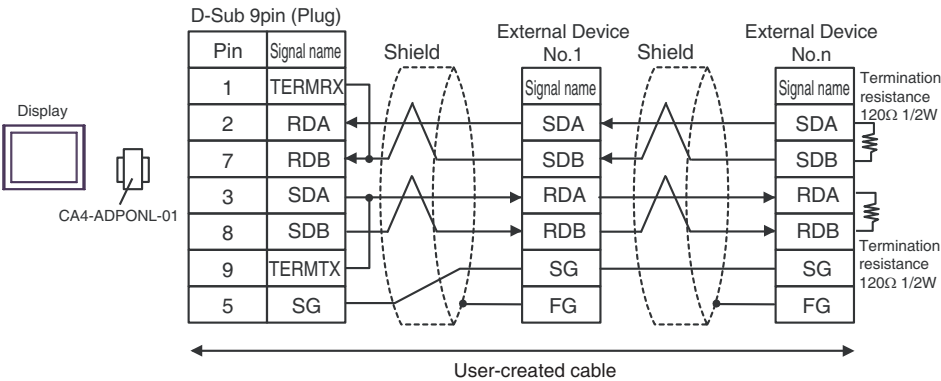 D-Sub 9pin (Plug)
Pin Signal name
1 TERMRX
2 RDA
7 RDB
3 SDA
8 SDB
9 TERMTX
5 SG
Display
CA4-ADPONL-01
Shield
External Device
No.1
Signal name
SDA
SDB
RDA
RDB
SG
FG
Shield
External Device
No.n
Signal name
SDA
SDB
RDA
RDB
SG
FG
Termination
resistance
120Ω 1/2W
Termination
resistance
120Ω 1/2W
User-created cable